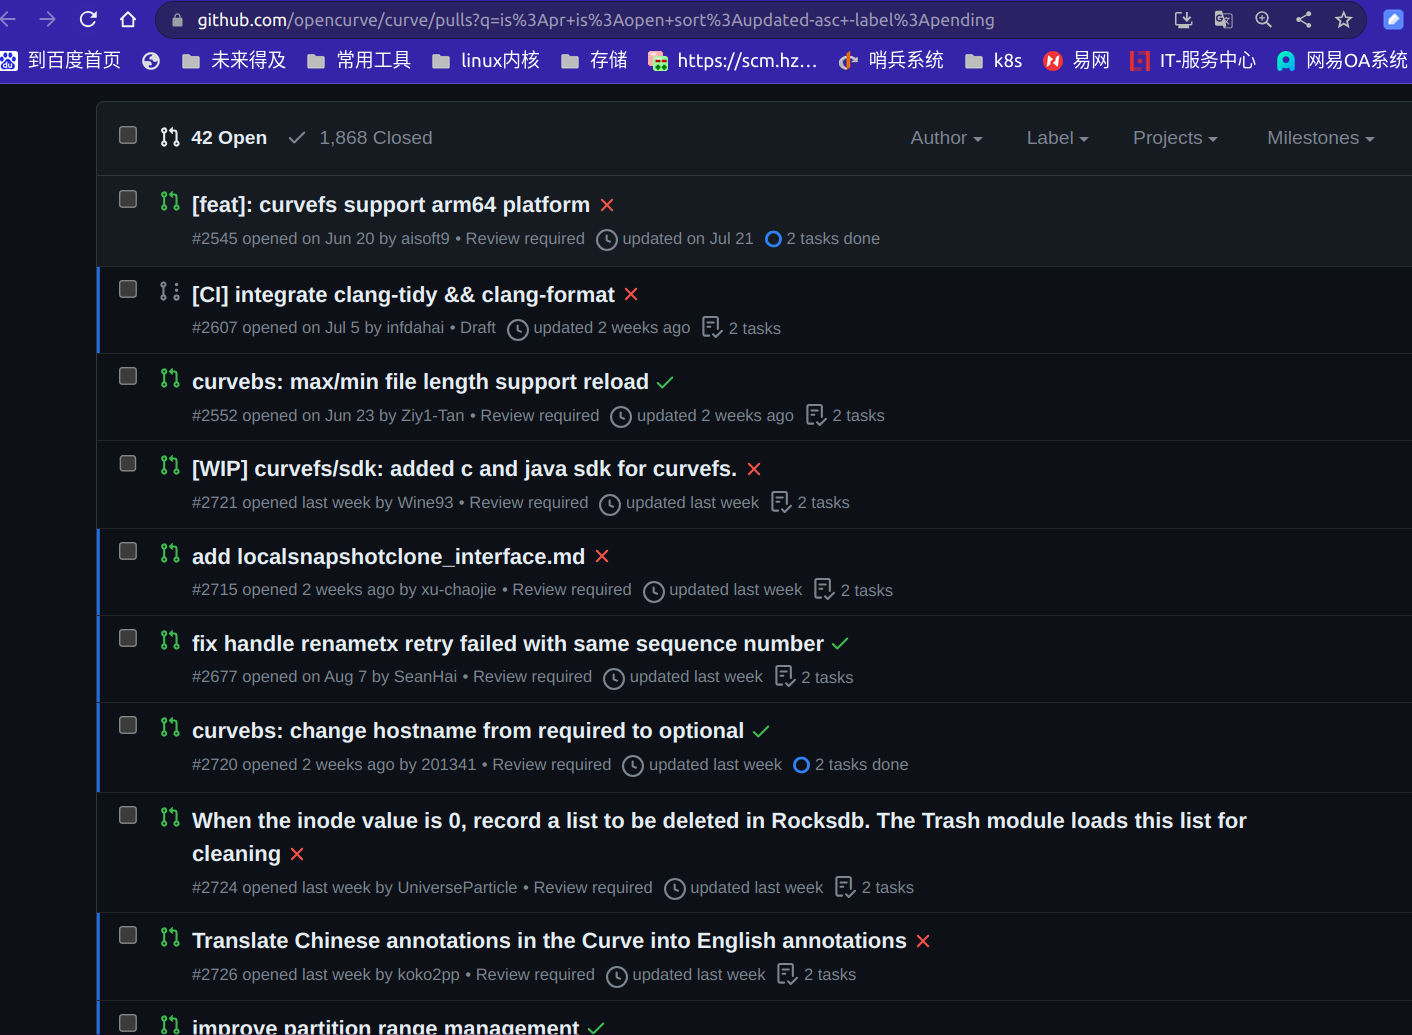 github.com/opencurve/curve/pulls?q=is%3Apr+is%3Aopen+sort%3Aupdated-asc+-label%3Apending
du 到百度首页 未来得及 常用工具 linux内核 存储 https://scm.hz... 哨兵系统 k8s 易网 IT-服务中心 网易OA系统
42 Open 1,868 Closed Author Label Projects Milestones
[feat]: curvefs support arm64 platform
#2545 opened on Jun 20 by aisoft9 • Review required updated on Jul 21 2 tasks done
[CI] integrate clang-tidy && clang-format
#2607 opened on Jul 5 by infdahai • Draft updated 2 weeks ago 2 tasks
curvebs: max/min file length support reload
#2552 opened on Jun 23 by Ziy1-Tan • Review required updated 2 weeks ago 2 tasks
[WIP] curvefs/sdk: added c and java sdk for curvefs.
#2721 opened last week by Wine93 • Review required updated last week 2 tasks
add localsnapshotclone_interface.md
#2715 opened 2 weeks ago by xu-chaojie • Review required updated last week 2 tasks
fix handle renametx retry failed with same sequence number
#2677 opened on Aug 7 by SeanHai • Review required updated last week 2 tasks
curvebs: change hostname from required to optional
#2720 opened 2 weeks ago by 201341 • Review required updated last week 2 tasks done
When the inode value is 0, record a list to be deleted in Rocksdb. The Trash module loads this list for
cleaning
#2724 opened last week by UniverseParticle • Review required updated last week 2 tasks
Translate Chinese annotations in the Curve into English annotations
#2726 opened last week by koko2pp • Review required updated last week 2 tasks
improve partition range management